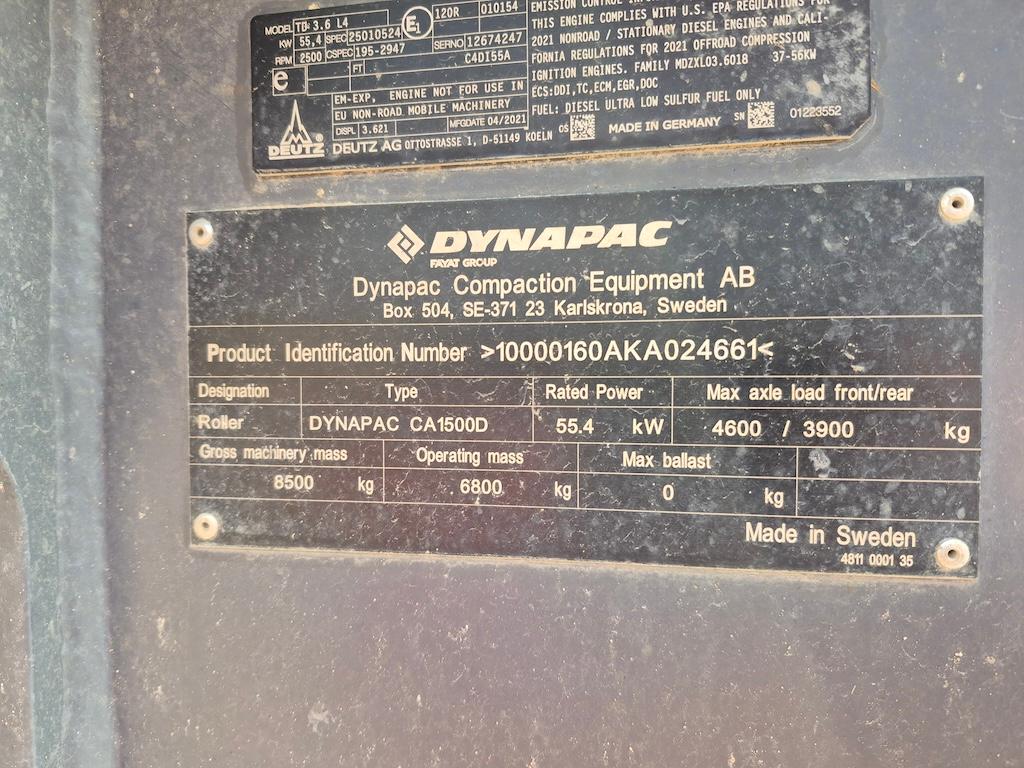 EMISSION CONTROL
THIS ENGINE COMPLIES WITH U.S. EPA REGULATIONS FOR
2021 NONROAD / STATIONARY DIESEL ENGINES AND CALI-
FORNIA REGULATIONS FOR 2021 OFFROAD COMPRESSION
IGNITION ENGINES. FAMILY MDZXL03.6018 37-56KW
ECS:DDI,TC,ECM,EGR,DOC
FUEL: DIESEL ULTRA LOW SULFUR FUEL ONLY
MODEL 3.6 L4
E1
120R
010154
KW 55,4 SPEC 25010524
SERNO 12674247
RPM 2500 CSPEC 195-2947
C4DI55A
FT
e
EM-EXP, ENGINE NOT FOR USE IN
EU NON-ROAD MOBILE MACHINERY
DISPL 3.621 MFGDATE 04/2021
DEUTZ
DEUTZ AG OTTOSTRASSE 1, D-51149 KOELN
OS
MADE IN GERMANY
SN
01223552
DYNAPAC
FAYAT GROUP
Dynapac Compaction Equipment AB
Box 504, SE-371 23 Karlskrona, Sweden
Product Identification Number >10000160AKA024661<
Designation Type Rated Power Max axle load front/rear
Roller DYNAPAC CA1500D 55.4 kW 4600 / 3900 kg
Gross machinery mass Operating mass Max ballast
8500 kg 6800 kg 0 kg
Made in Sweden
4811 0001 35